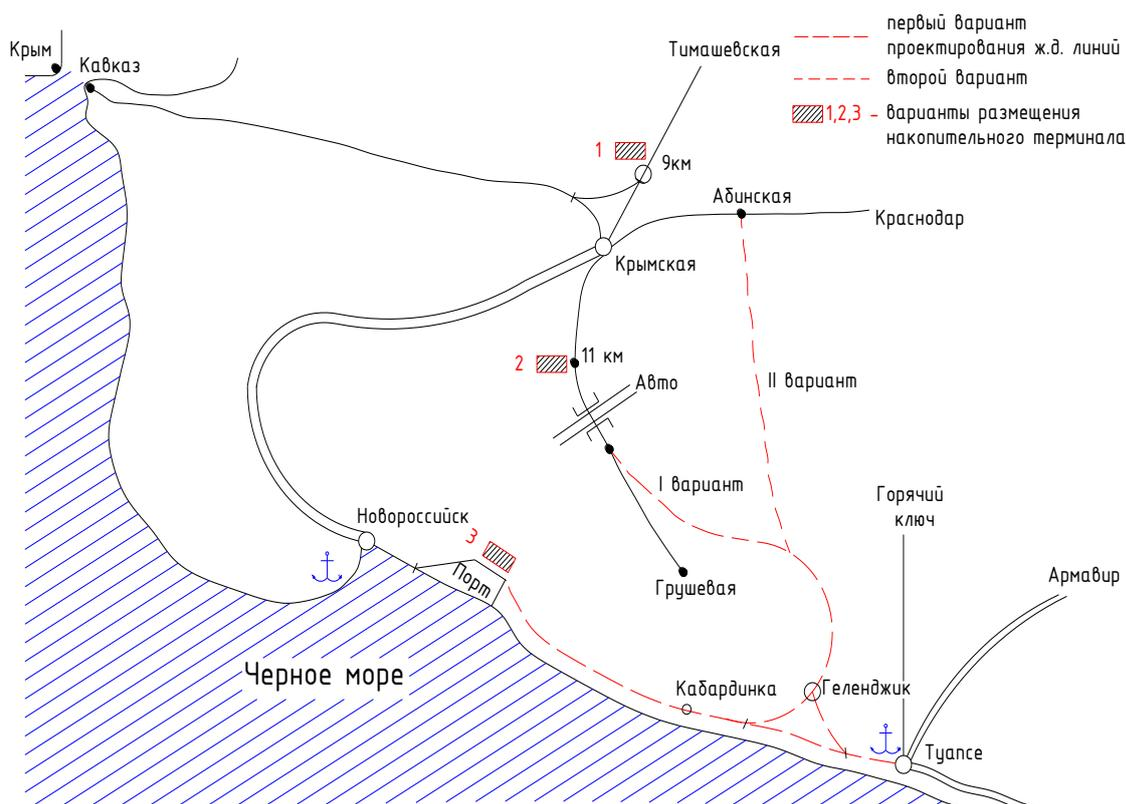 первый вариант
проектирования ж.д. линий
второй вариант
1,2,3 - варианты размещения
накопительного терминала
Крым
Кавказ
Тимашевская
1
9км
Абинская
Краснодар
Крымская
2
11 км
Авто
II вариант
I вариант
Горячий
ключ
Новороссийск
3
Порт
Грушевая
Армавир
Черное море
Кабардинка
Геленджик
Туапсе